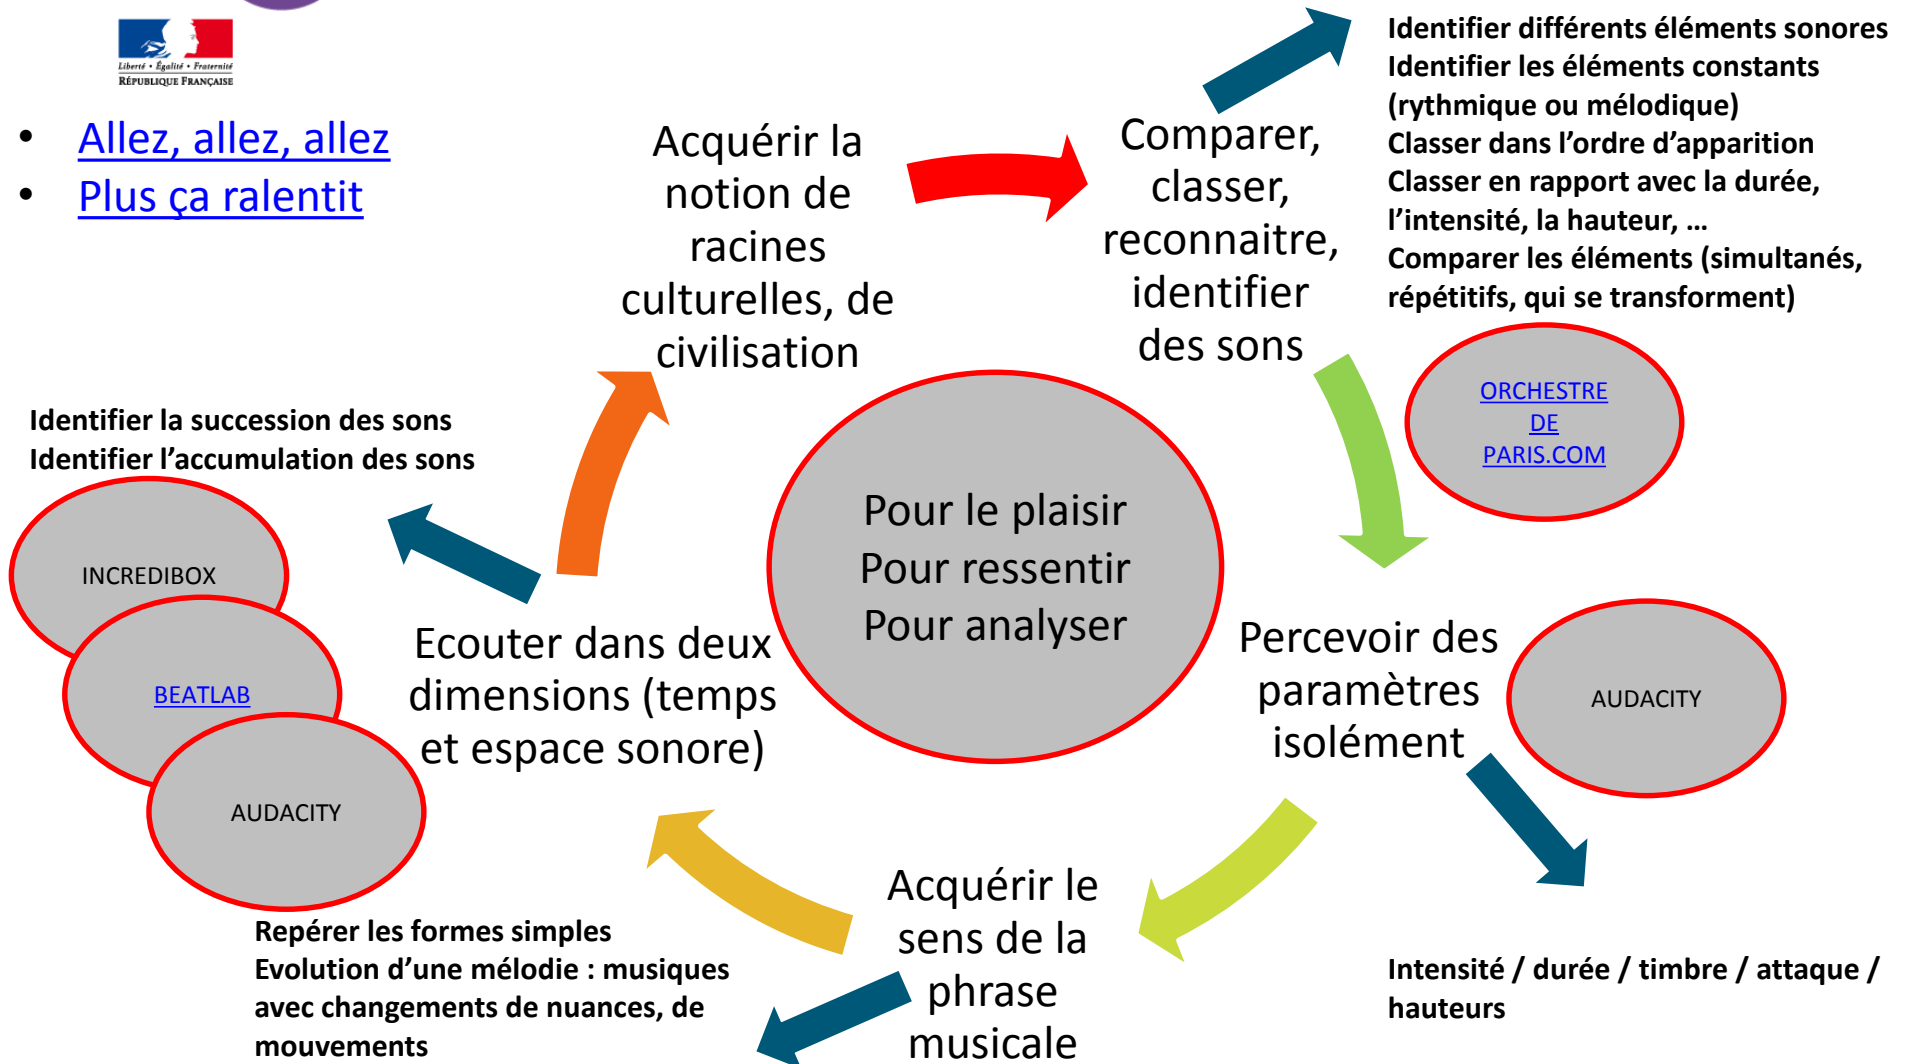 Liberté • Égalité • Fraternité
RÉPUBLIQUE FRANÇAISE
• Allez, allez, allez
• Plus ça ralentit
Acquérir la
notion de
racines
culturelles, de
civilisation
Comparer,
classer,
reconnaitre,
identifier
des sons
Identifier différents éléments sonores
Identifier les éléments constants
(rythmique ou mélodique)
Classer dans l’ordre d’apparition
Classer en rapport avec la durée,
l’intensité, la hauteur, …
Comparer les éléments (simultanés,
répétitifs, qui se transforment)
ORCHESTRE
DE
PARIS.COM
Identifier la succession des sons
Identifier l’accumulation des sons
INCREDIBOX
BEATLAB
AUDACITY
Ecouter dans deux
dimensions (temps
et espace sonore)
Pour le plaisir
Pour ressentir
Pour analyser
Percevoir des
paramètres
isolément
AUDACITY
Acquérir le
sens de la
phrase
musicale
Repérer les formes simples
Evolution d’une mélodie : musiques
avec changements de nuances, de
mouvements
Intensité / durée / timbre / attaque /
hauteurs